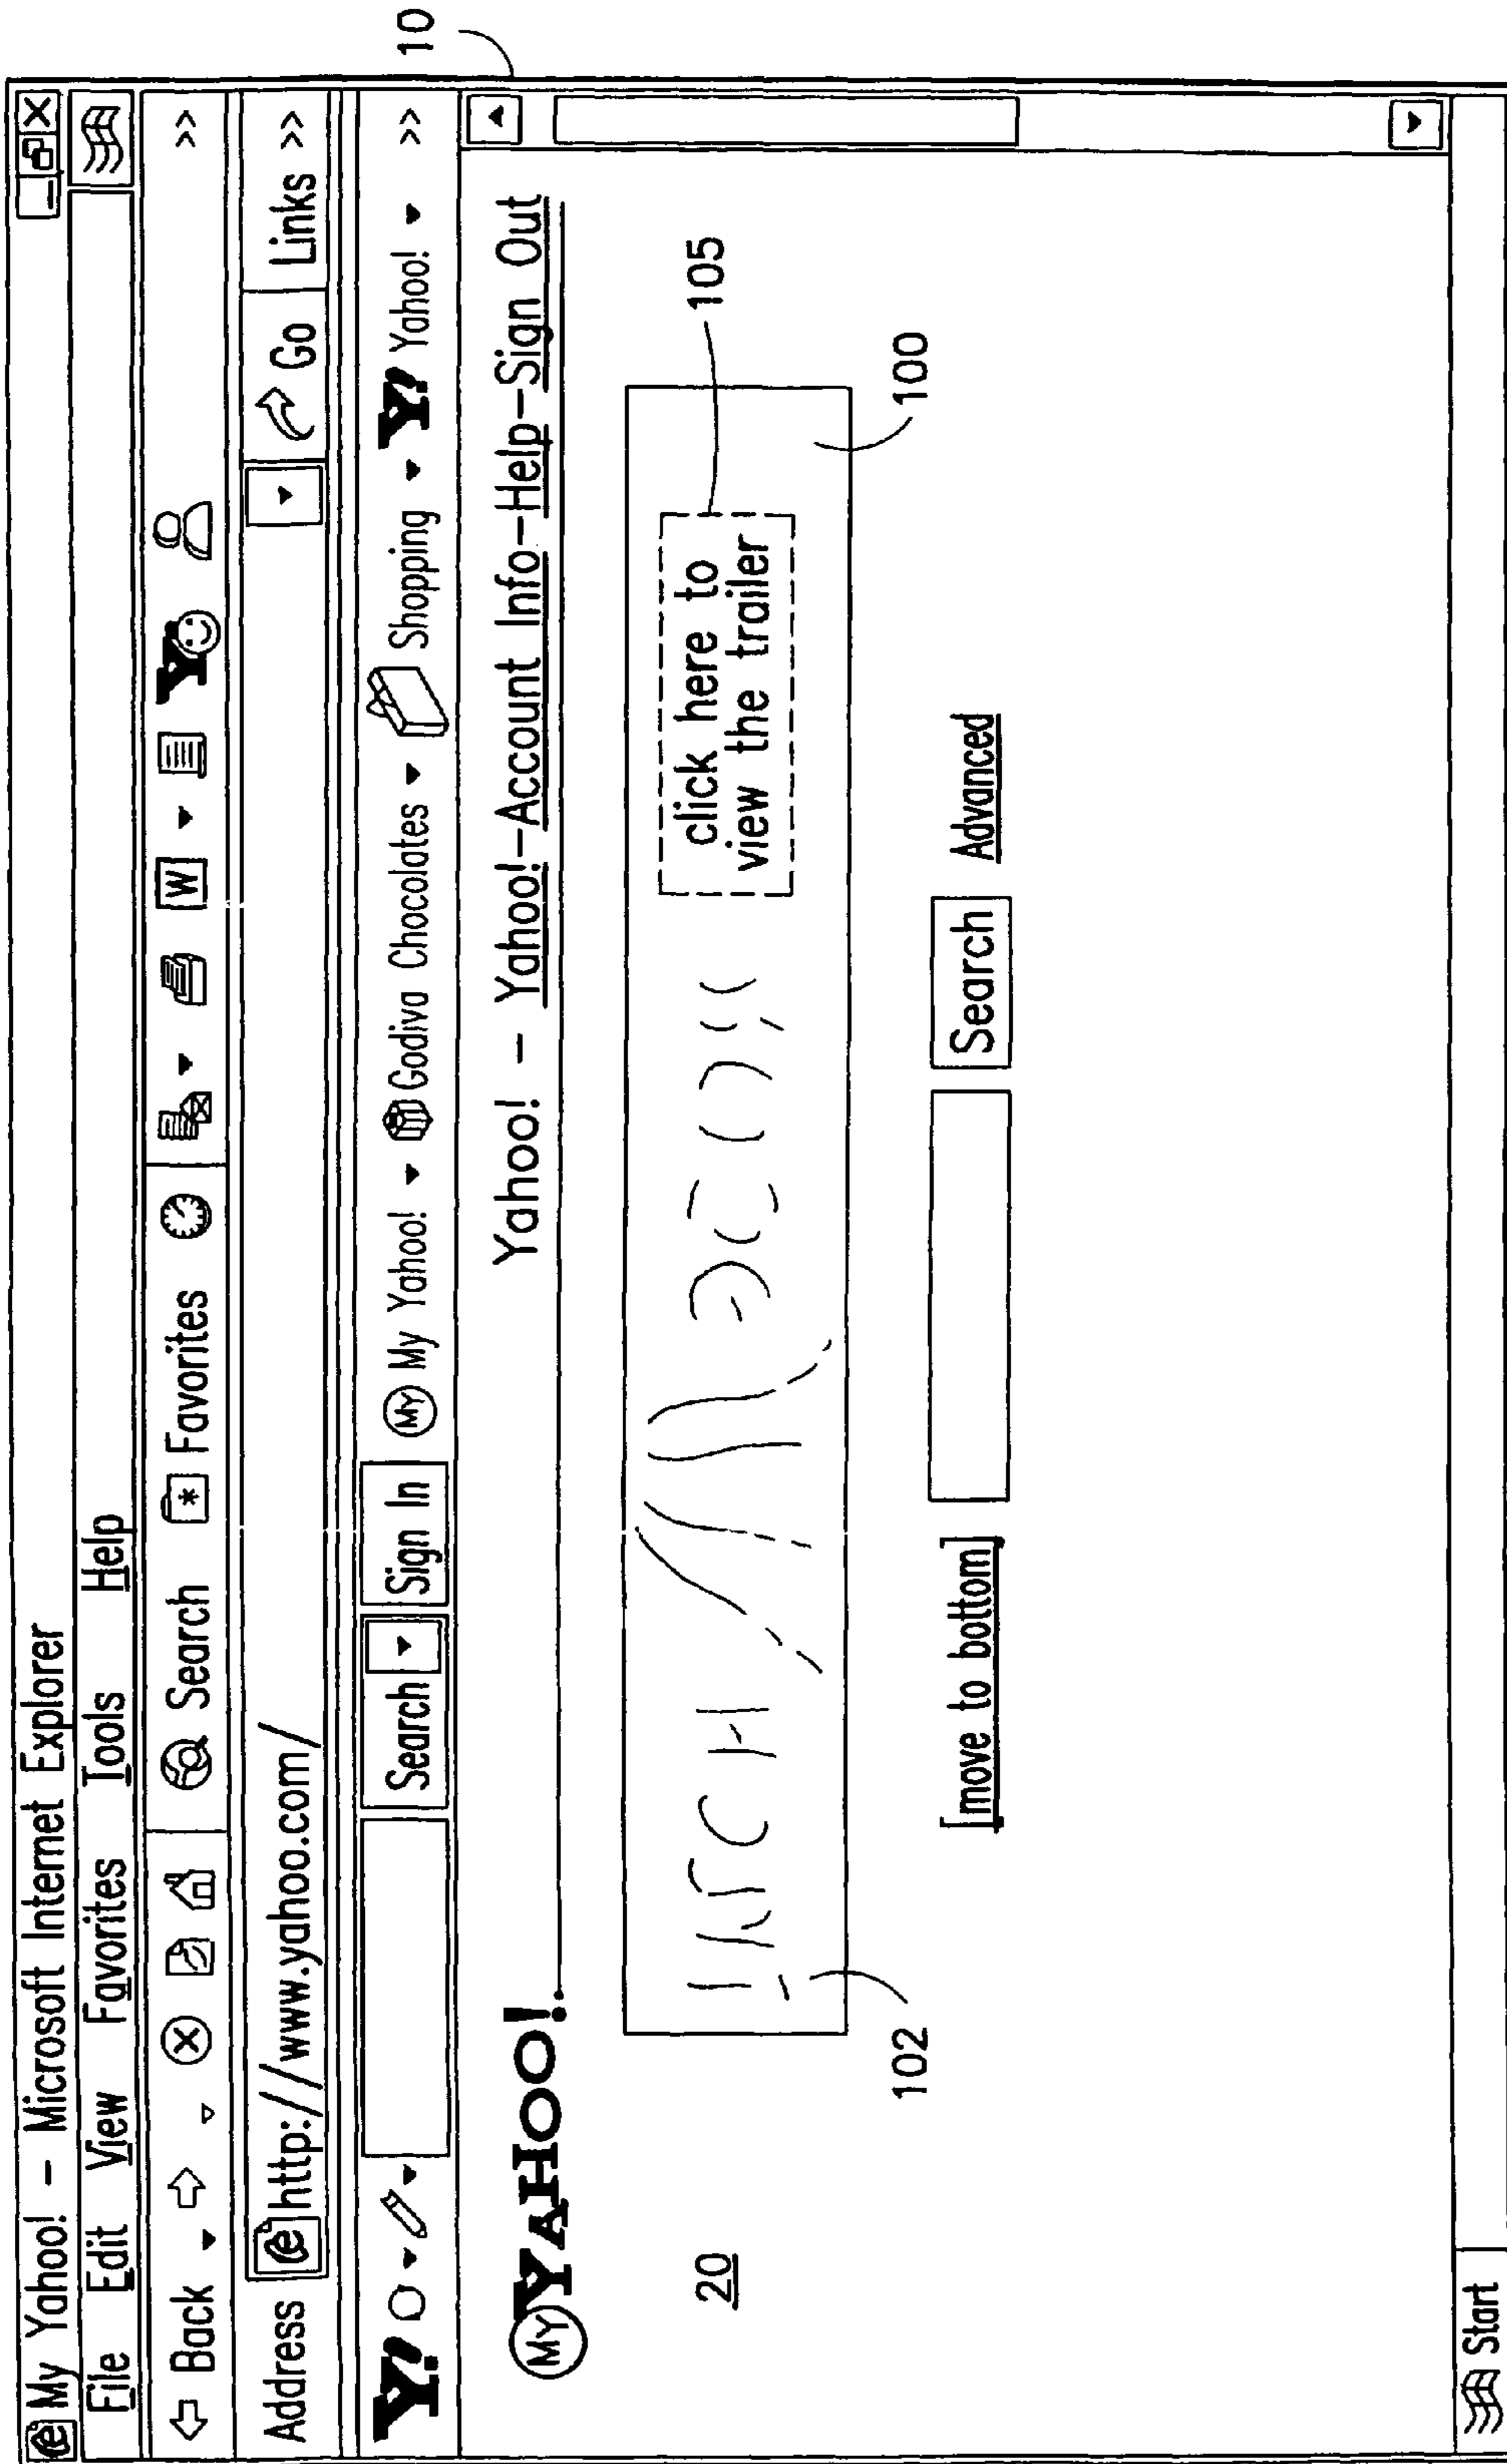 My Yahoo! - Microsoft Internet Explorer
File Edit View Favorites Tools Help
Back Search Favorites W Y >>
Address http://www.yahoo.com/ Go Links >>
Y! Search Sign In MY My Yahoo! Godiva Chocolates Shopping Y! Yahoo! >>
10
MY YAHOO! Yahoo! - Yahoo!-Account Info-Help-Sign Out
20
click here to
view the trailer
105
102
100
[move to bottom] Search Advanced
Start